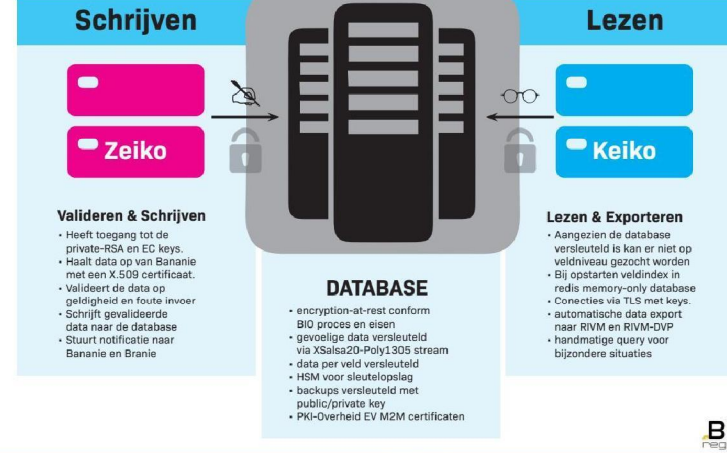 Schrijven
Zeiko
Valideren & Schrijven
• Heeft toegang tot de
private-RSA en EC keys.
• Haalt data op van Bananie
met een X.509 certificaat.
• Valideert de data op
geldigheid en foute invoer
• Schrijft gevalideerde
data naar de database
• Stuurt notificatie naar
Bananie en Branie
DATABASE
• encryption-at-rest conform
BIO proces en eisen
• gevoelige data versleuteld
via XSalsa20-Poly1305 stream
• data per veld versleuteld
• HSM voor sleutelopslag
• backups versleuteld met
public/private key
• PKI-Overheid EV M2M certificaten
Lezen
Keiko
Lezen & Exporteren
• Aangezien de database
versleuteld is kan er niet op
veldniveau gezocht worden
• Bij opstarten veldindex in
redis memory-only database
• Conecties via TLS met keys.
• automatische data export
naar RIVM en RIVM-DVP
• handmatige query voor
bijzondere situaties
B
reg